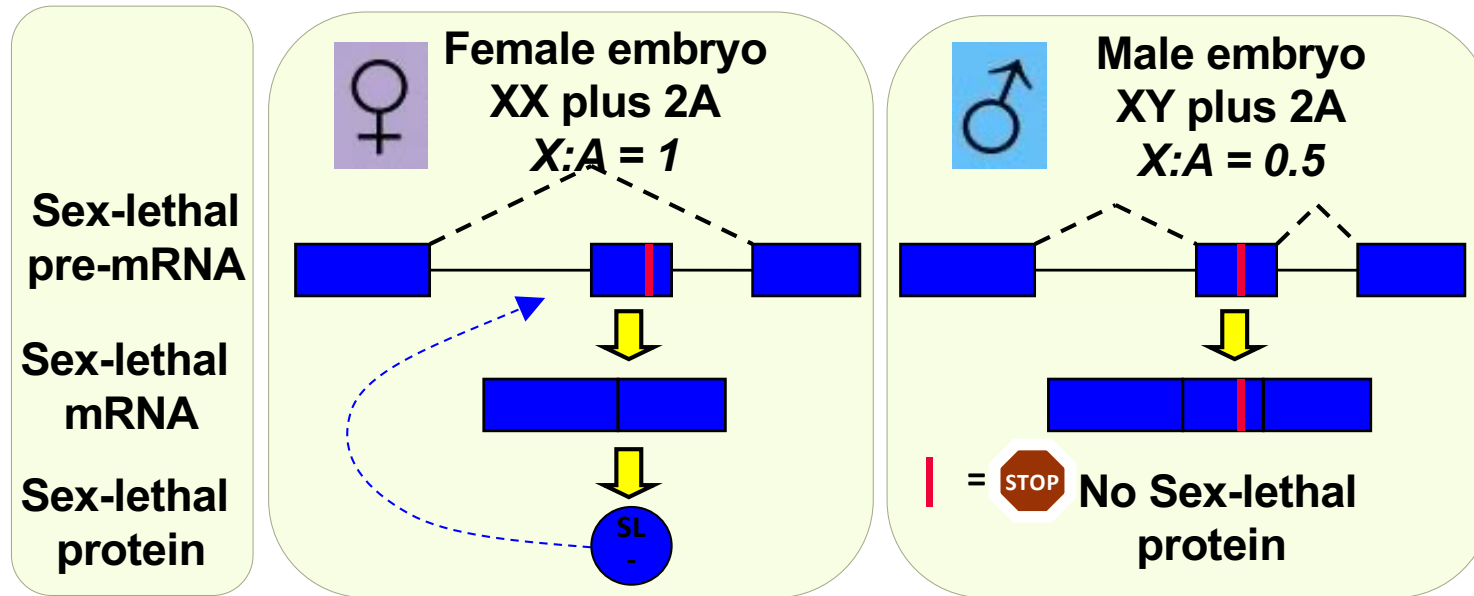 Sex-lethal
pre-mRNA
Sex-lethal
mRNA
Sex-lethal
protein
Female embryo
XX plus 2A
X:A = 1
SL
-
Male embryo
XY plus 2A
X:A = 0.5
= STOP No Sex-lethal
protein